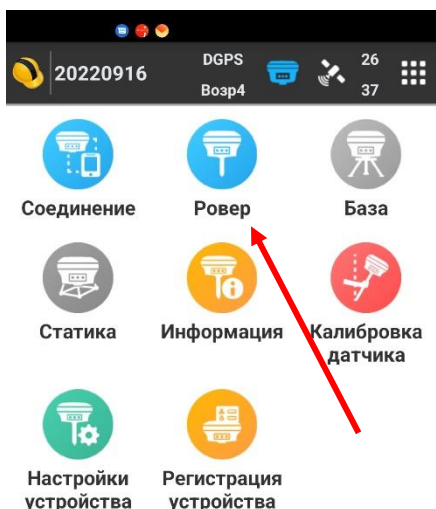 20220916
DGPS
Возр4
26
37
Соединение
Ровер
База
Статика
Информация
Калибровка
датчика
Настройки
устройства
Регистрация
устройства